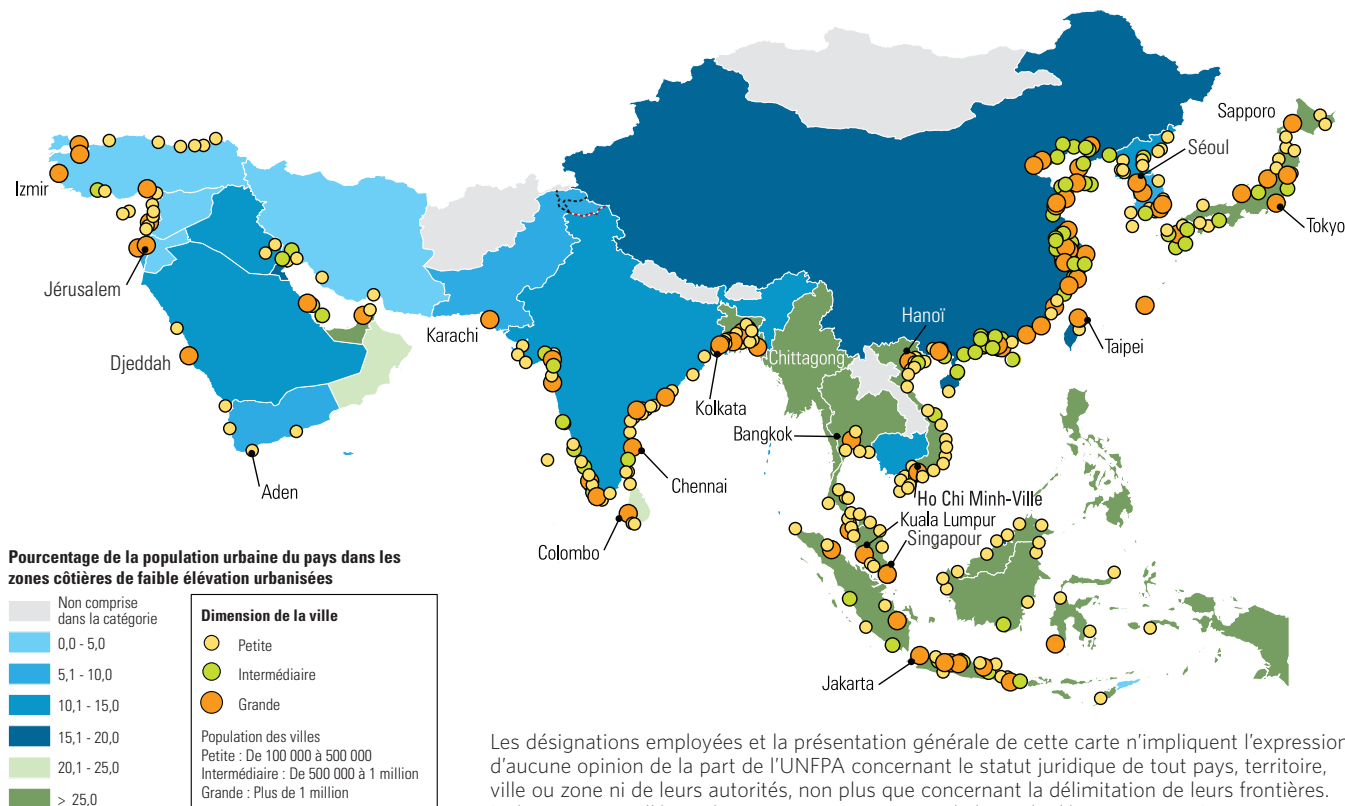 Sapporo
Séoul
Izmir
Tokyo
Jérusalem
Hanoï
Karachi
Djeddah
Chittagong
Taipei
Kolkata
Bangkok
Chennai
Aden
Ho Chi Minh-Ville
Kuala Lumpur
Singapour
Colombo
Jakarta
Pourcentage de la population urbaine du pays dans les
zones côtières de faible élévation urbanisées
Non comprise
dans la catégorie
0,0 - 5,0
5,1 - 10,0
10,1 - 15,0
15,1 - 20,0
20,1 - 25,0
> 25,0
Dimension de la ville
Petite
Intermédiaire
Grande
Population des villes
Petite : De 100 000 à 500 000
Intermédiaire : De 500 000 à 1 million
Grande : Plus de 1 million
Les désignations employées et la présentation générale de cette carte n'impliquent l'expression
d'aucune opinion de la part de l'UNFPA concernant le statut juridique de tout pays, territoire,
ville ou zone ni de leurs autorités, non plus que concernant la délimitation de leurs frontières.